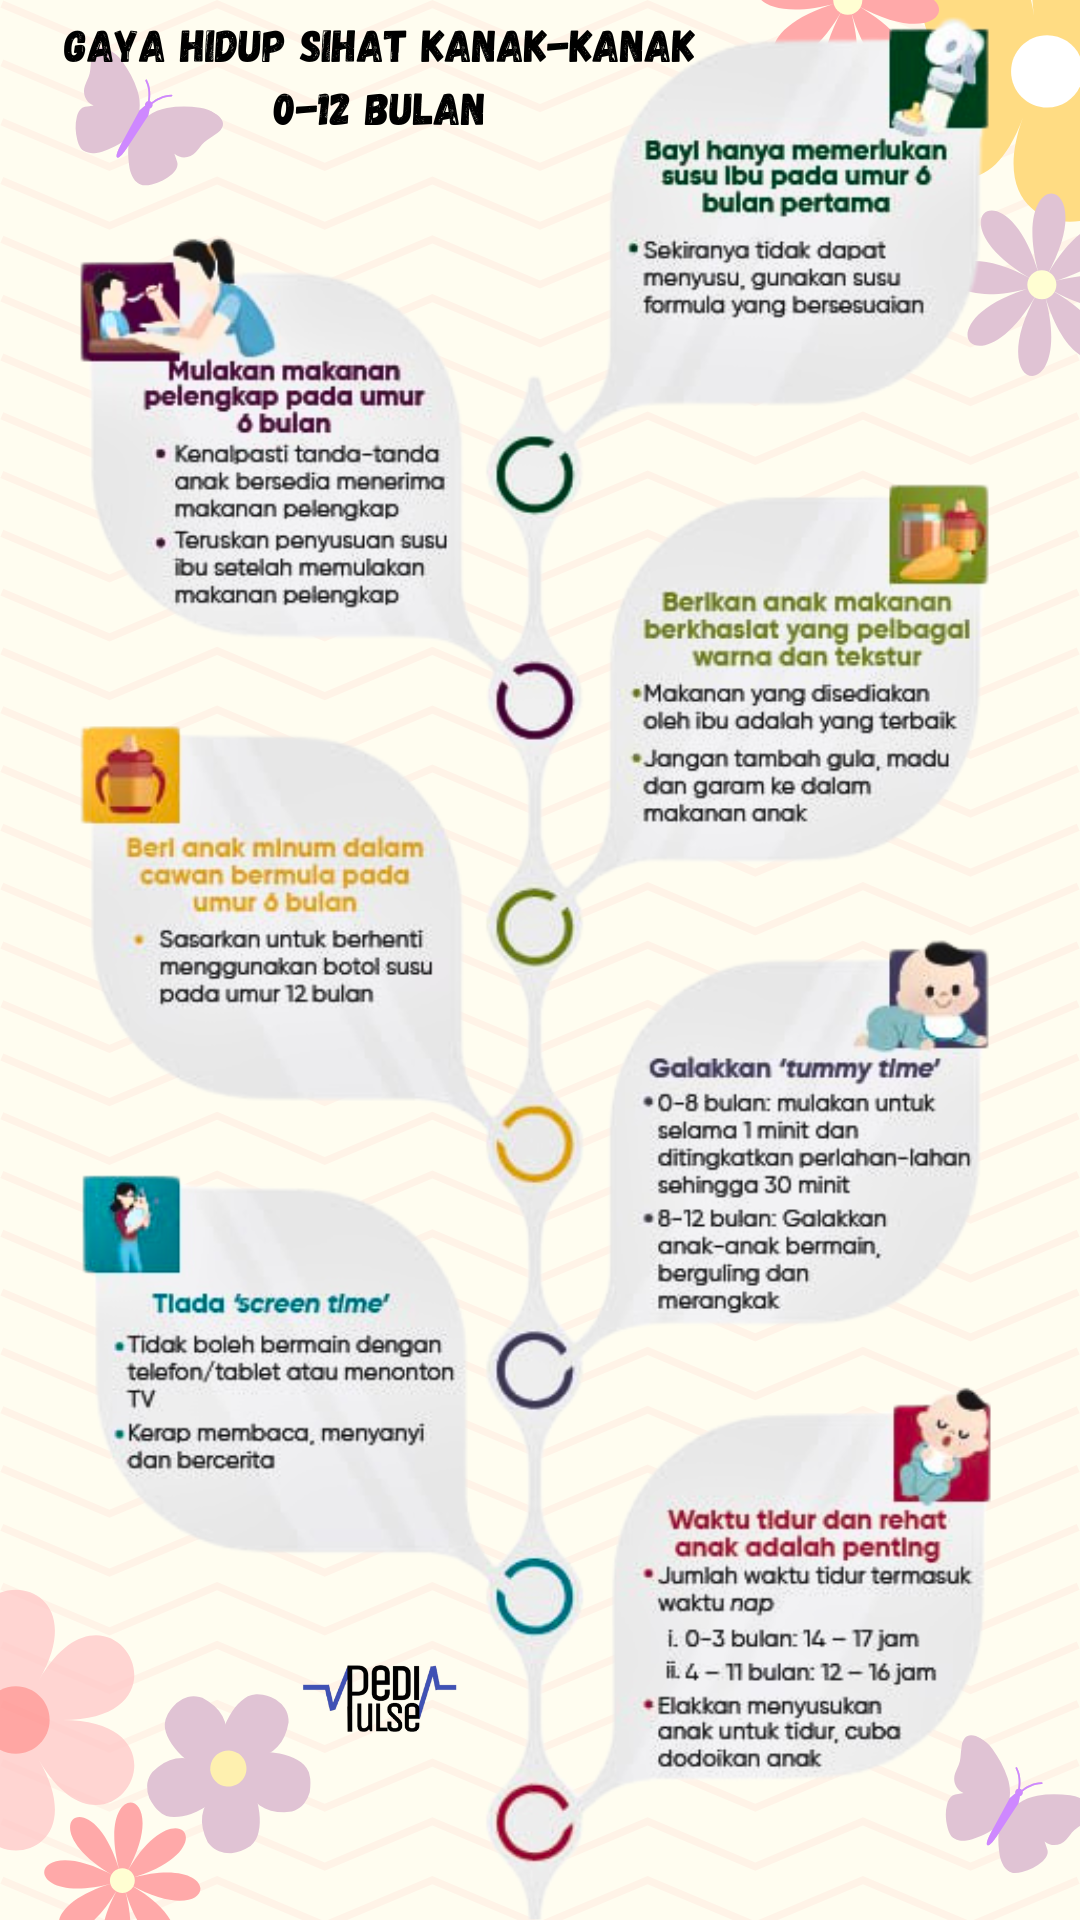 GAYA HIDUP SIHAT KANAK-KANAK
0-12 BULAN
Bayi hanya memerlukan
susu ibu pada umur 6
bulan pertama
• Sekiranya tidak dapat
menyusu, gunakan susu
formula yang bersesuaian
Mulakan makanan
pelengkap pada umur
6 bulan
• Kenalpasti tanda-tanda
anak bersedia menerima
makanan pelengkap
• Teruskan penyusuan susu
ibu setelah memulakan
makanan pelengkap
Berikan anak makanan
berkhasiat yang pelbagai
warna dan tekstur
• Makanan yang disediakan
oleh ibu adalah yang terbaik
• Jangan tambah gula, madu
dan garam ke dalam
makanan anak
Beri anak minum dalam
cawan bermula pada
umur 6 bulan
• Sasarkan untuk berhenti
menggunakan botol susu
pada umur 12 bulan
Galakkan ‘tummy time’
• 0-8 bulan: mulakan untuk
selama 1 minit dan
ditingkatkan perlahan-lahan
sehingga 30 minit
• 8-12 bulan: Galakkan
anak-anak bermain,
berguling dan
merangkak
Tiada ‘screen time’
• Tidak boleh bermain dengan
telefon/tablet atau menonton
TV
• Kerap membaca, menyanyi
dan bercerita
Waktu tidur dan rehat
anak adalah penting
• Jumlah waktu tidur termasuk
waktu nap
i. 0-3 bulan: 14 – 17 jam
ii. 4 – 11 bulan: 12 – 16 jam
• Elakkan menyusukan
anak untuk tidur, cuba
dodoikan anak
PEDI
PULSE